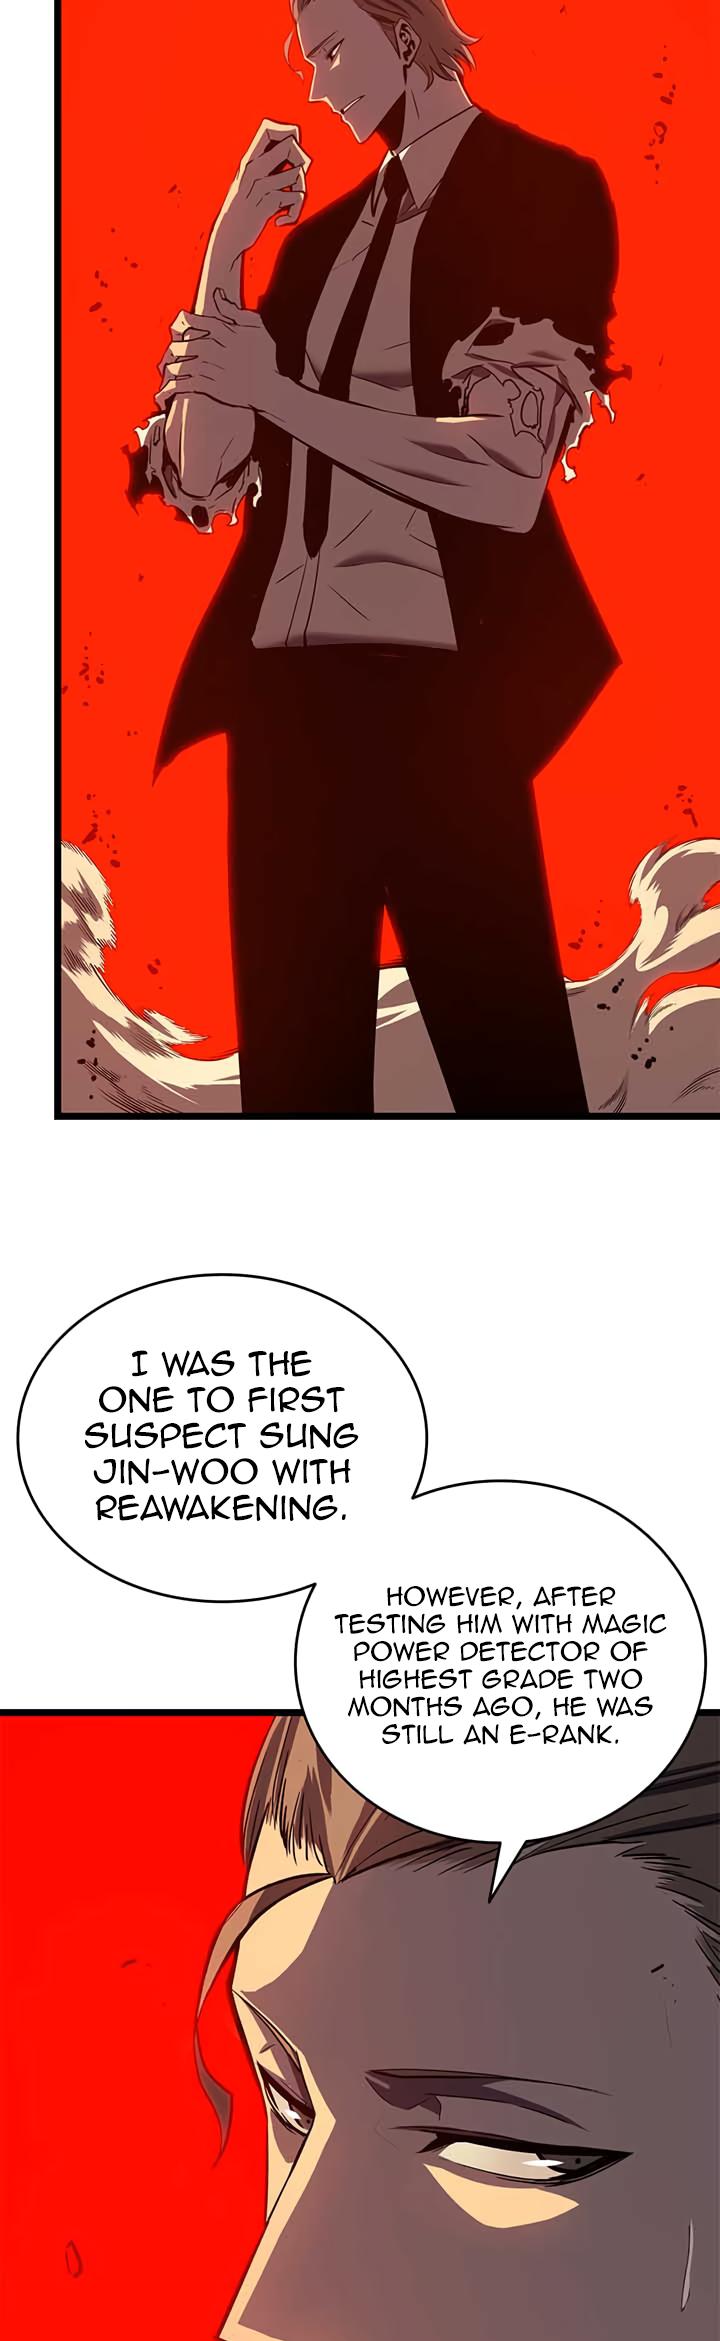 I WAS THE
ONE TO FIRST
SUSPECT SUNG
JIN-WOO WITH
REAWAKENING.
HOWEVER, AFTER
TESTING HIM WITH MAGIC
POWER DETECTOR OF
HIGHEST GRADE TWO
MONTHS AGO, HE WAS
STILL AN E-RANK.